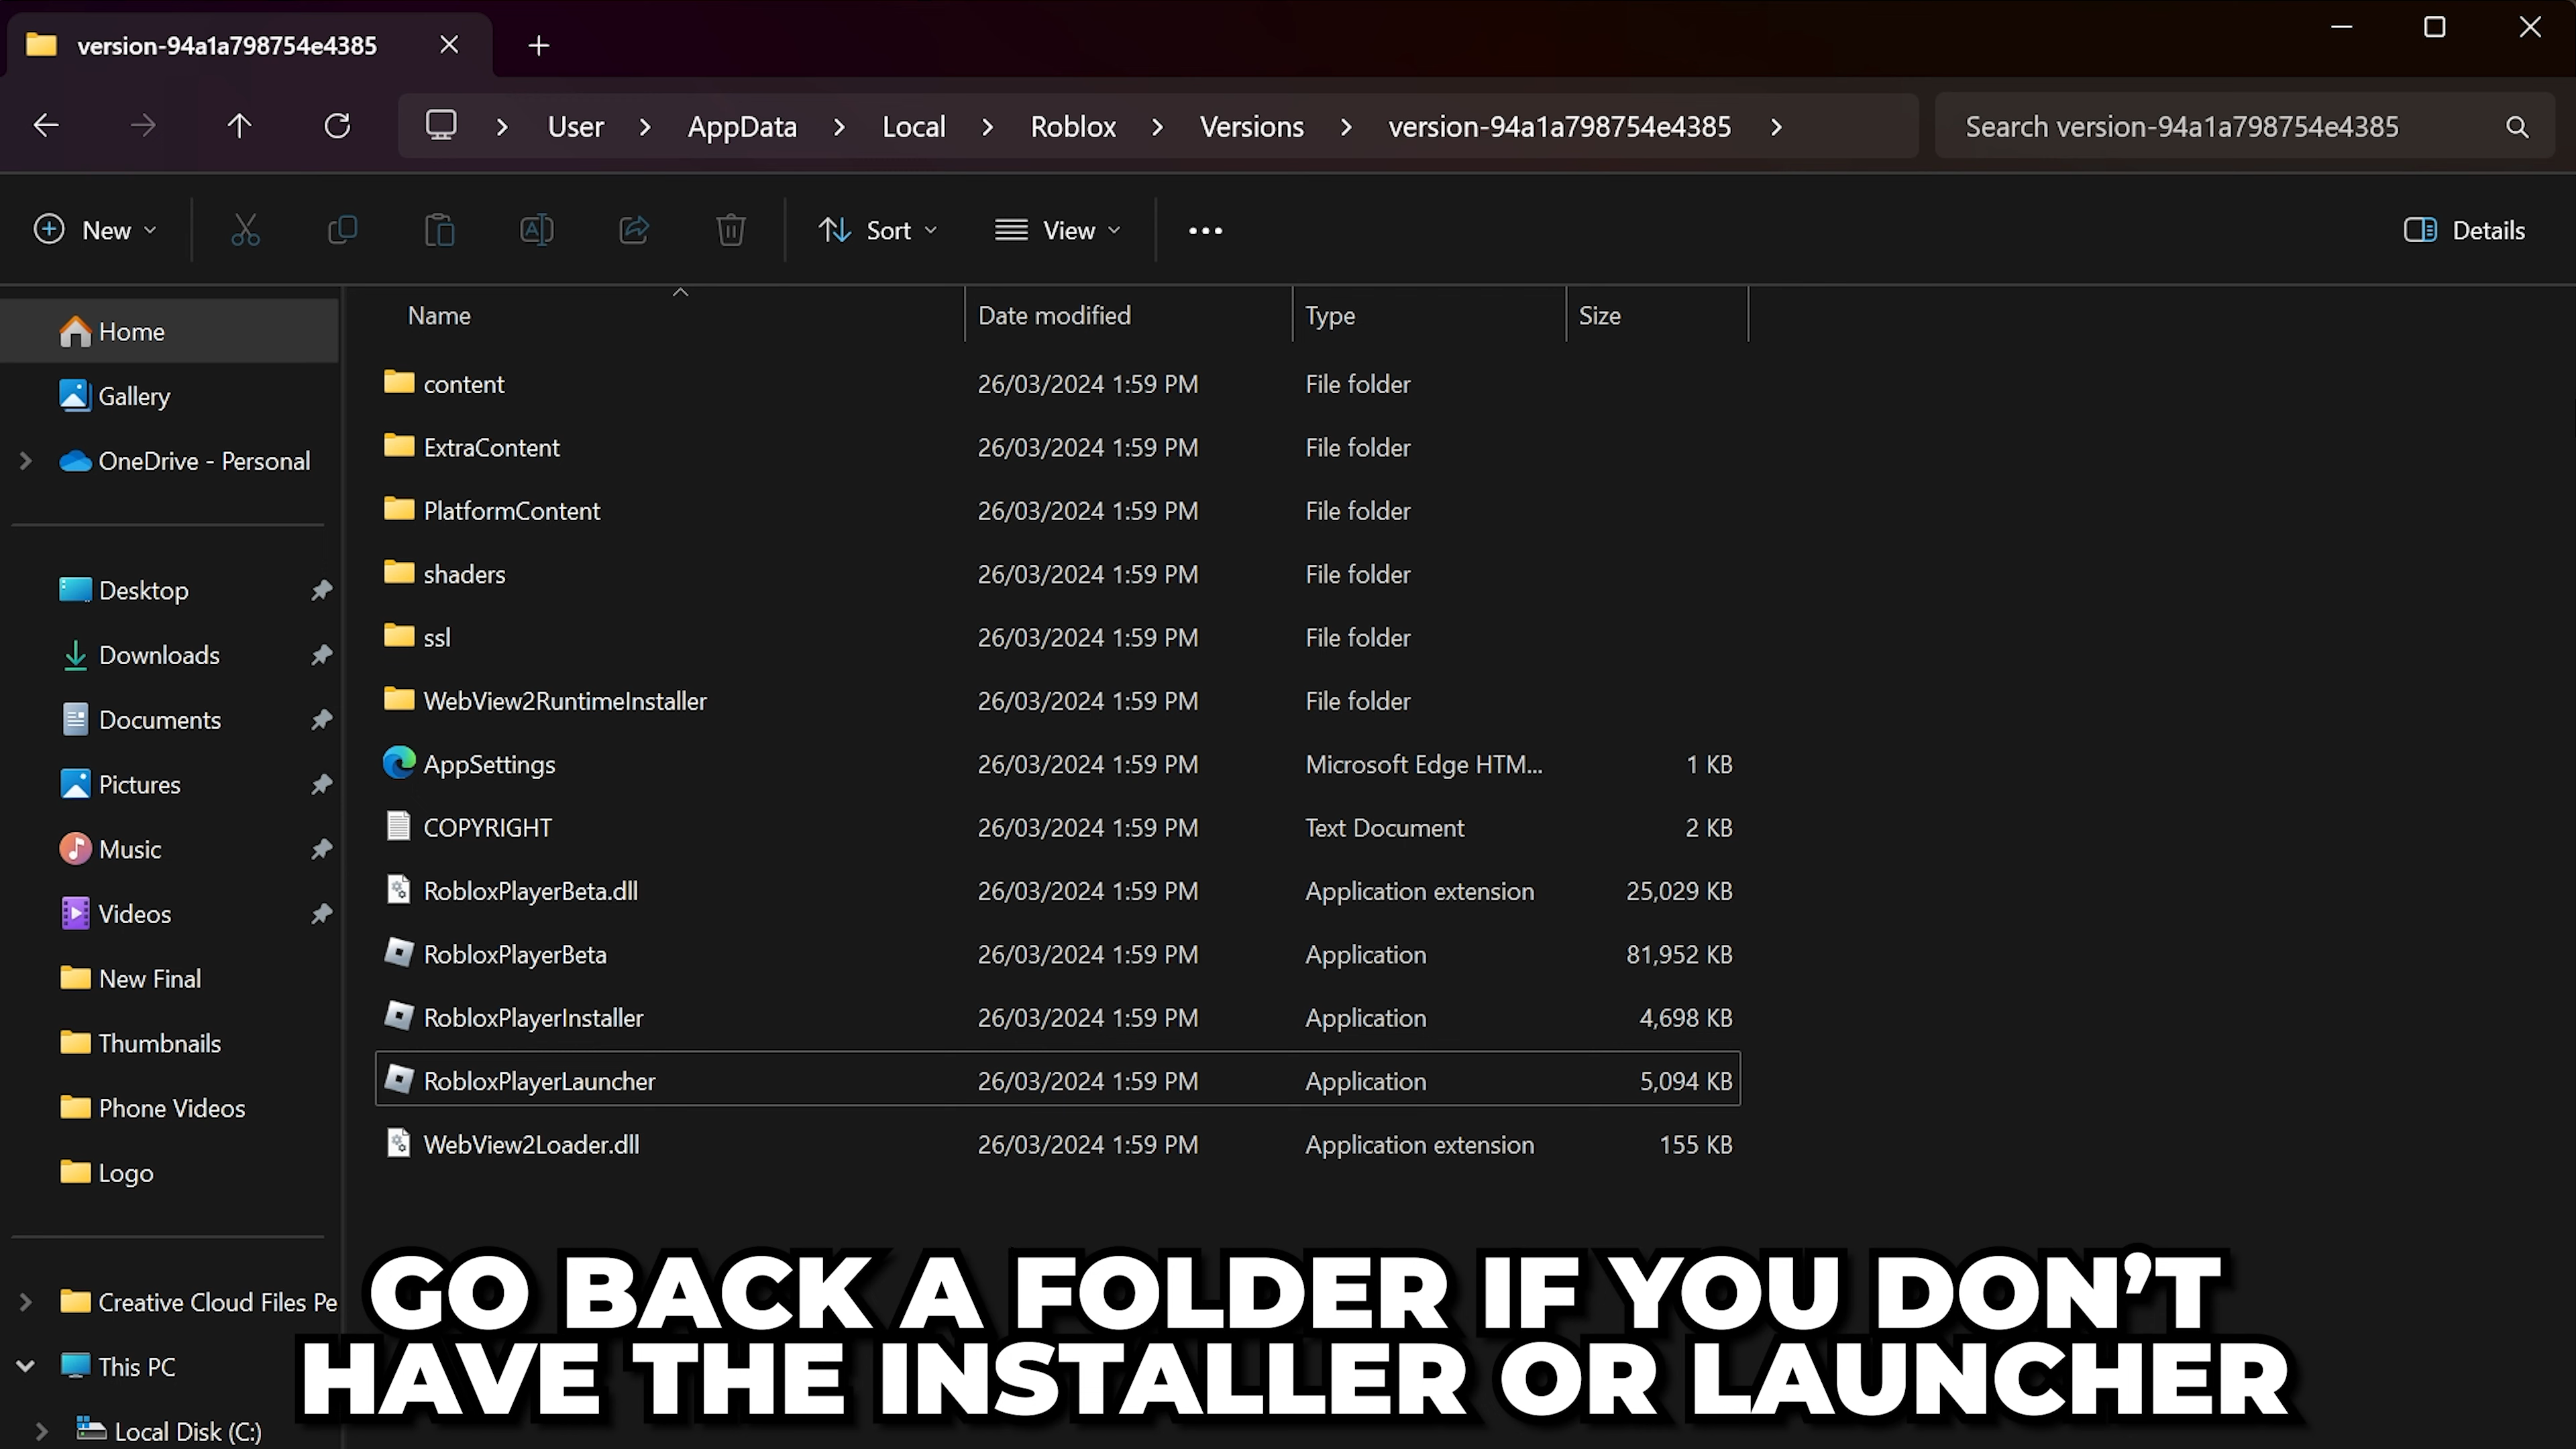 version-94a1a798754e4385
User > AppData > Local > Roblox > Versions > version-94a1a798754e4385 >
Search version-94a1a798754e4385
New
Sort
View
Details
Name Date modified Type Size
Home
Gallery
OneDrive - Personal
Desktop
Downloads
Documents
Pictures
Music
Videos
New Final
Thumbnails
Phone Videos
Logo
Creative Cloud Files Pe
This PC
Local Disk (C:)
content 26/03/2024 1:59 PM File folder
ExtraContent 26/03/2024 1:59 PM File folder
PlatformContent 26/03/2024 1:59 PM File folder
shaders 26/03/2024 1:59 PM File folder
ssl 26/03/2024 1:59 PM File folder
WebView2RuntimeInstaller 26/03/2024 1:59 PM File folder
AppSettings 26/03/2024 1:59 PM Microsoft Edge HTM... 1 KB
COPYRIGHT 26/03/2024 1:59 PM Text Document 2 KB
RobloxPlayerBeta.dll 26/03/2024 1:59 PM Application extension 25,029 KB
RobloxPlayerBeta 26/03/2024 1:59 PM Application 81,952 KB
RobloxPlayerInstaller 26/03/2024 1:59 PM Application 4,698 KB
RobloxPlayerLauncher 26/03/2024 1:59 PM Application 5,094 KB
WebView2Loader.dll 26/03/2024 1:59 PM Application extension 155 KB
GO BACK A FOLDER IF YOU DON'T
HAVE THE INSTALLER OR LAUNCHER